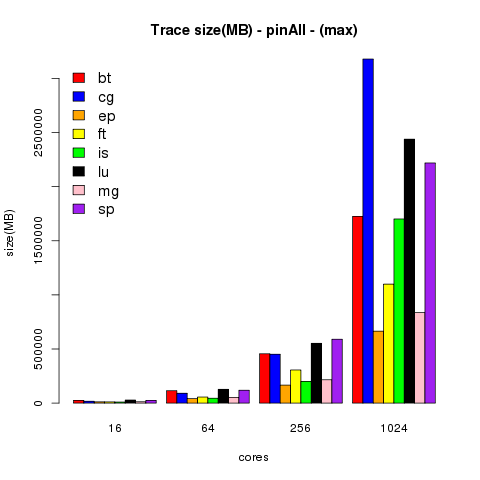 Trace size(MB) - pinAll - (max)
bt
cg
ep
ft
is
lu
mg
sp
size(MB)
2500000
1500000
500000
0
16 64 256 1024
cores